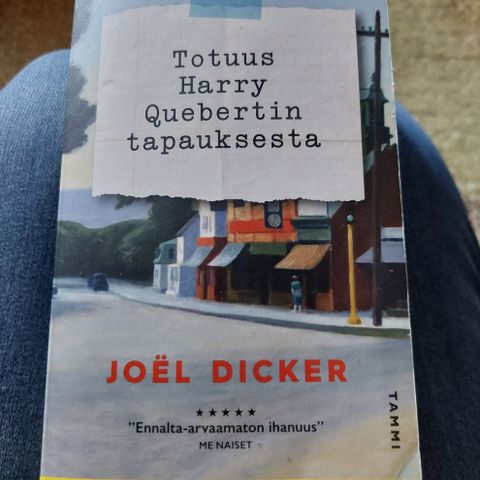 Totuus
Harry
Quebertin
tapauksesta
JOËL DICKER
★★★★★
"Ennalta-arvaamaton ihanuus"
ME NAISET
TAMMI